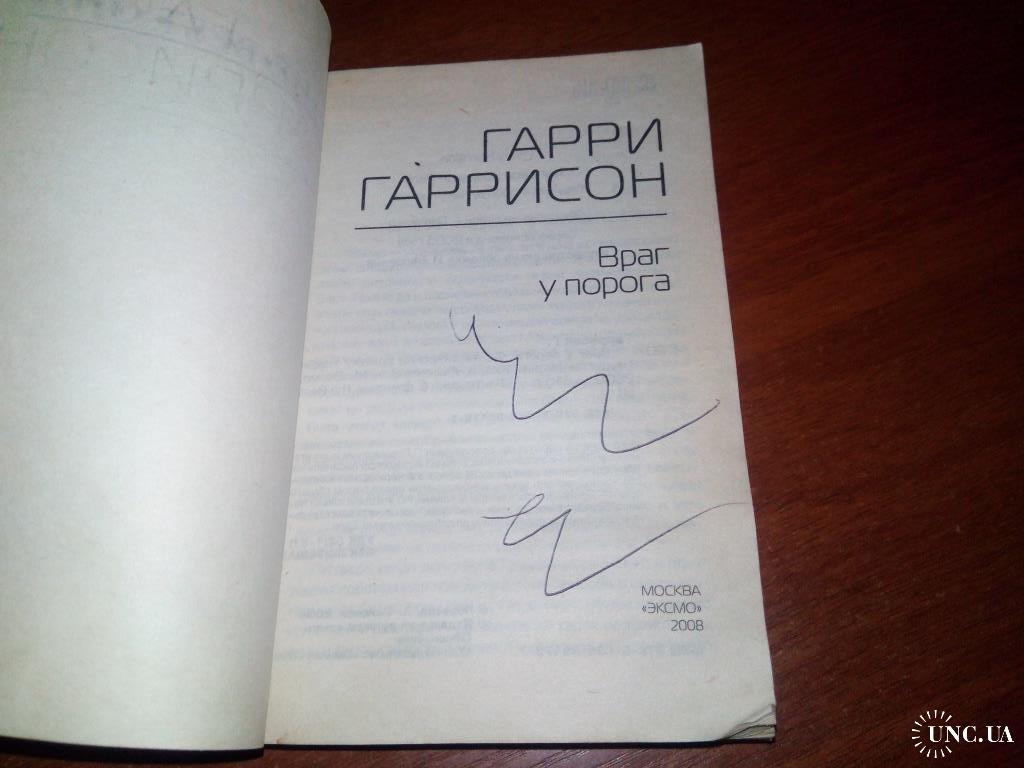 ГАРРИ
ГАРРИСОН
Враг
у порога
МОСКВА
«ЭКСМО»
2008
UNC.UA